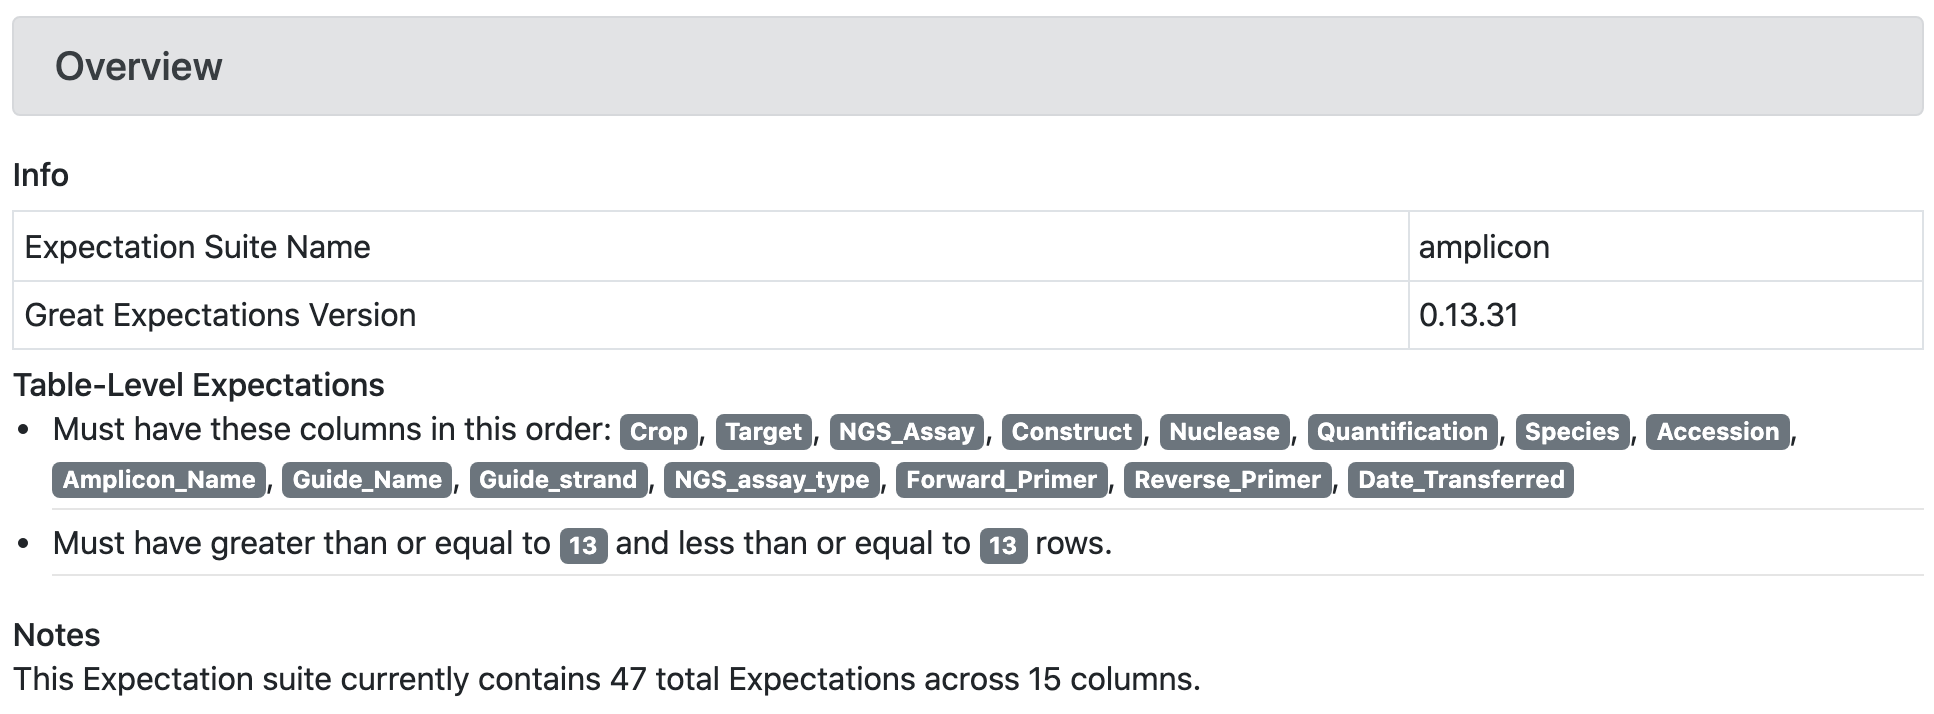 Overview
Info
Expectation Suite Name amplicon
Great Expectations Version 0.13.31
Table-Level Expectations
• Must have these columns in this order: Crop, Target, NGS_Assay, Construct, Nuclease, Quantification, Species, Accession,
Amplicon_Name, Guide_Name, Guide_strand, NGS_assay_type, Forward_Primer, Reverse_Primer, Date_Transferred
• Must have greater than or equal to 13 and less than or equal to 13 rows.
Notes
This Expectation suite currently contains 47 total Expectations across 15 columns.